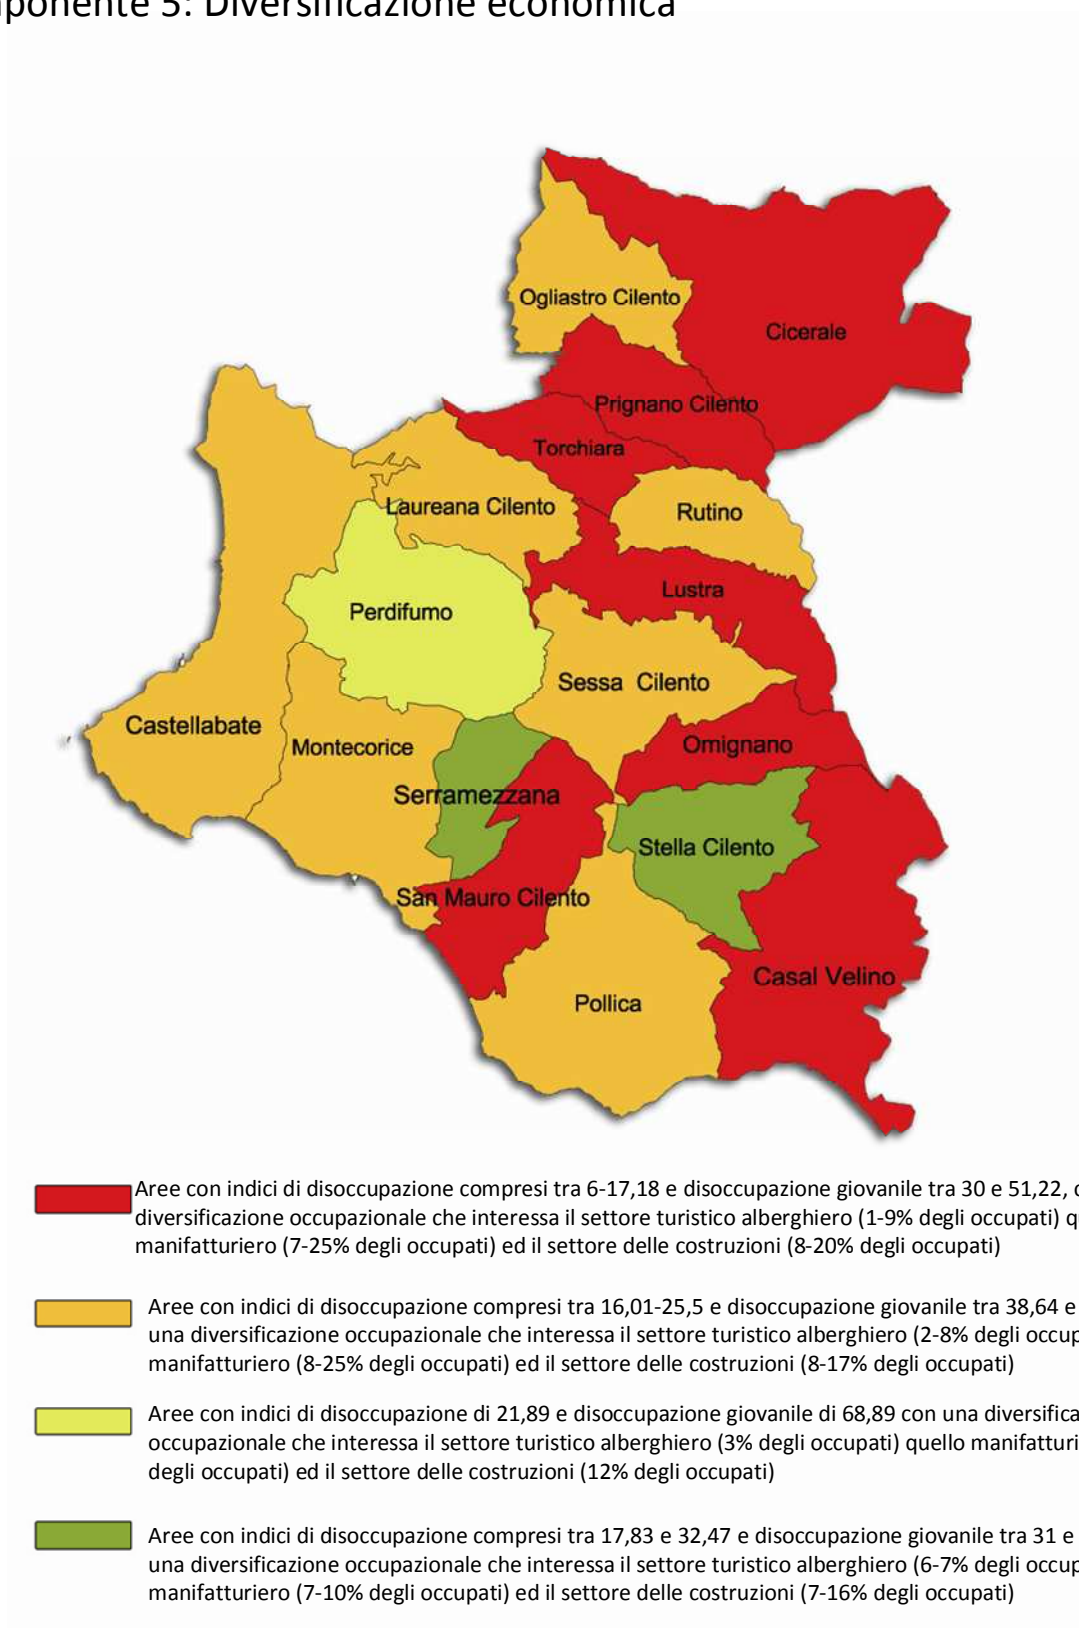 ponente 5: Diversificazione economica
Ogliastro Cilento
Cicerale
Prignano Cilento
Torchiara
Laureana Cilento
Rutino
Lustra
Perdifumo
Sessa Cilento
Castellabate
Montecorice
Omignano
Serramezzana
Stella Cilento
San Mauro Cilento
Casal Velino
Pollica
Aree con indici di disoccupazione compresi tra 6-17,18 e disoccupazione giovanile tra 30 e 51,22,
diversificazione occupazionale che interessa il settore turistico alberghiero (1-9% degli occupati)
manifatturiero (7-25% degli occupati) ed il settore delle costruzioni (8-20% degli occupati)
Aree con indici di disoccupazione compresi tra 16,01-25,5 e disoccupazione giovanile tra 38,64 e
una diversificazione occupazionale che interessa il settore turistico alberghiero (2-8% degli occup
manifatturiero (8-25% degli occupati) ed il settore delle costruzioni (8-17% degli occupati)
Aree con indici di disoccupazione di 21,89 e disoccupazione giovanile di 68,89 con una diversifica
occupazionale che interessa il settore turistico alberghiero (3% degli occupati) quello manifatturi
degli occupati) ed il settore delle costruzioni (12% degli occupati)
Aree con indici di disoccupazione compresi tra 17,83 e 32,47 e disoccupazione giovanile tra 31 e
una diversificazione occupazionale che interessa il settore turistico alberghiero (6-7% degli occup
manifatturiero (7-10% degli occupati) ed il settore delle costruzioni (7-16% degli occupati)